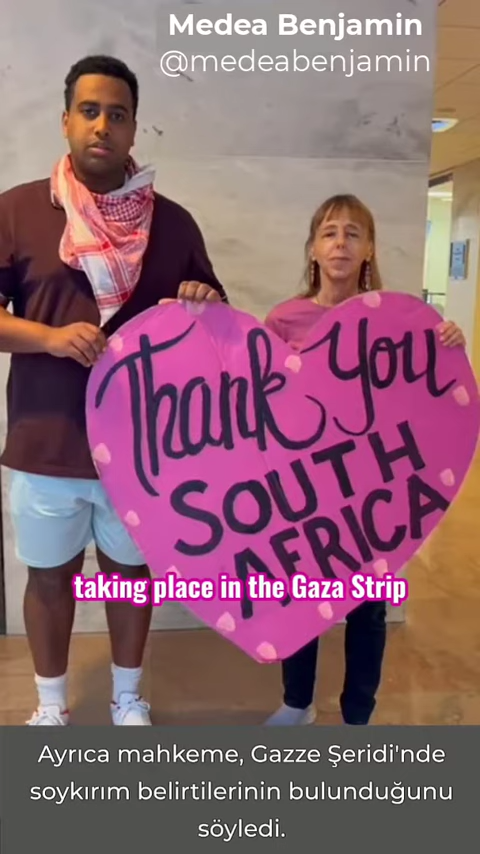 Medea Benjamin
@medeabenjamin
Thank You
SOUTH
AFRICA
taking place in the Gaza Strip
Ayrıca mahkeme, Gazze Şeridi'nde
soykırım belirtilerinin bulunduğunu
söyledi.